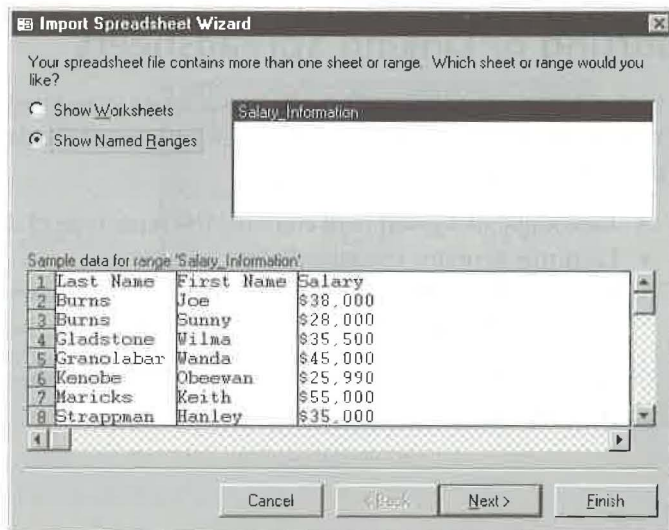 Import Spreadsheet Wizard
Your spreadsheet file contains more than one sheet or range. Which sheet or range would you
like?
Show Worksheets
Show Named Ranges
Salary_Information
Sample data for range 'Salary_Information'.
1 Last Name First Name Salary
2 Burns Joe $38,000
3 Burns Sunny $28,000
4 Gladstone Wilma $35,500
5 Granolabar Wanda $45,000
6 Kenobe Obeewan $25,990
7 Maricks Keith $55,000
8 Strappman Hanley $35,000
Cancel
< Back
Next >
Finish